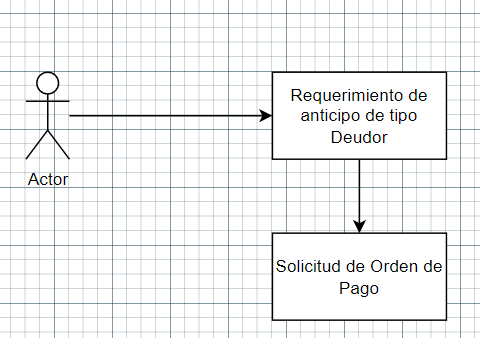 Requerimiento de
anticipo de tipo
Deudor
Actor
Solicitud de Orden de
Pago